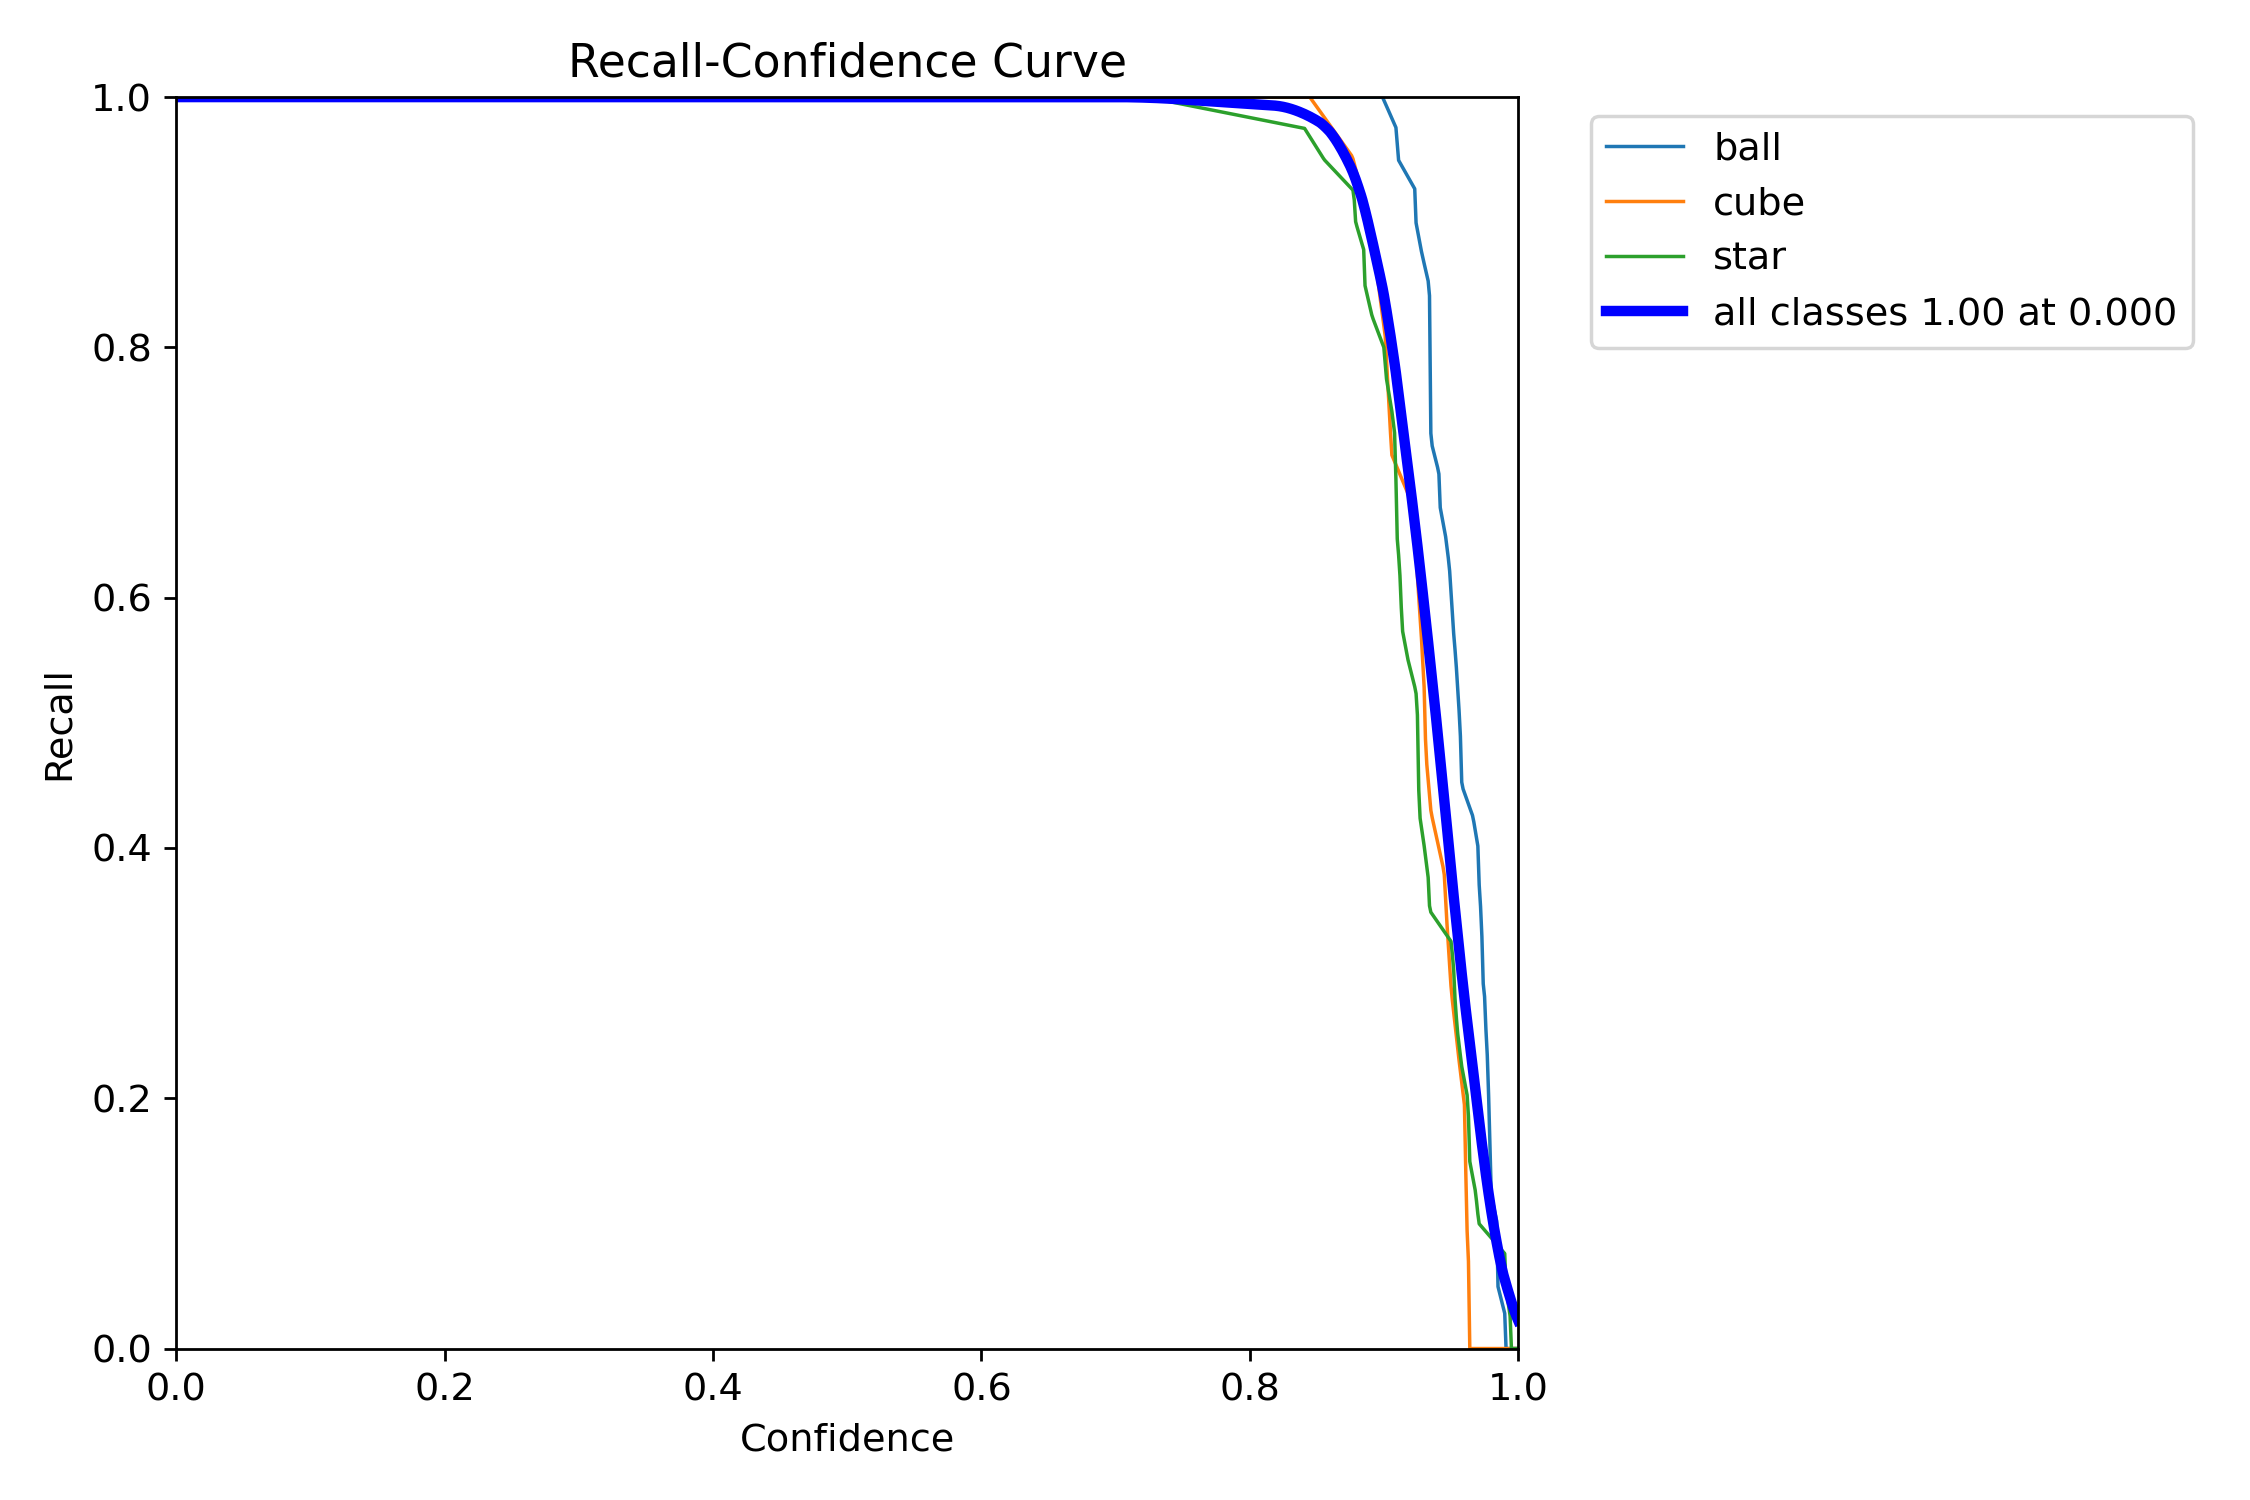 Recall-Confidence Curve
1.0
0.8
0.6
0.4
0.2
0.0
Recall
0.0 0.2 0.4 0.6 0.8 1.0
Confidence
ball
cube
star
all classes 1.00 at 0.000